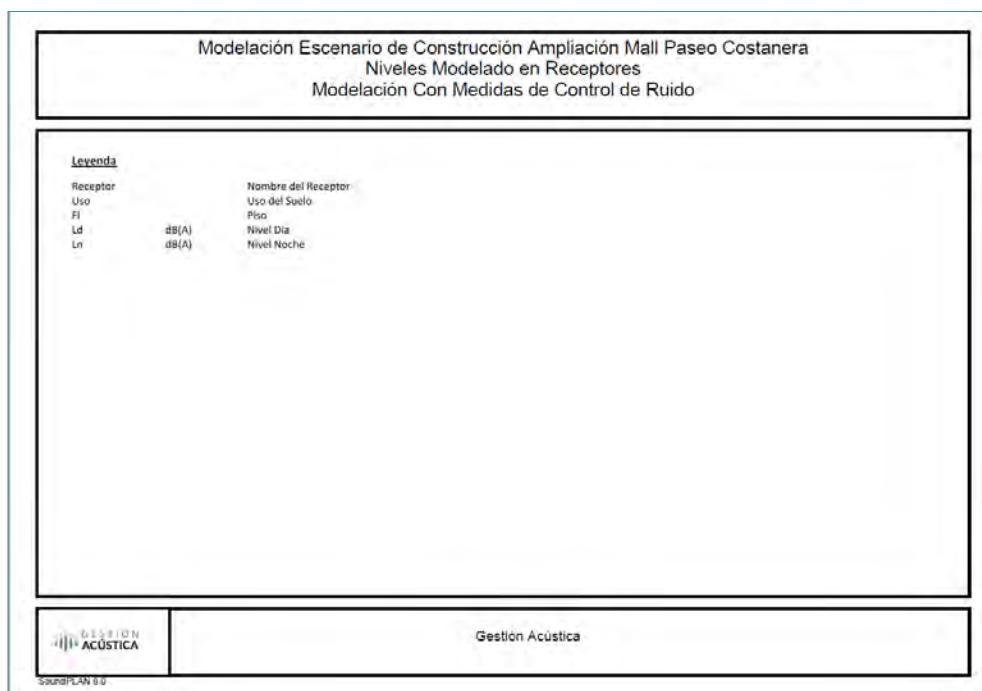 Modelación Escenario de Construcción Ampliación Mall Paseo Costanera
Niveles Modelado en Receptores
Modelación Con Medidas de Control de Ruido
Leyenda
Receptor Nombre del Receptor
Uso Uso del Suelo
Fl Piso
Ld dB(A) Nivel Dia
Ln dB(A) Nivel Noche
GESTION
ACÚSTICA
Gestión Acústica
SoundPLAN 8.0